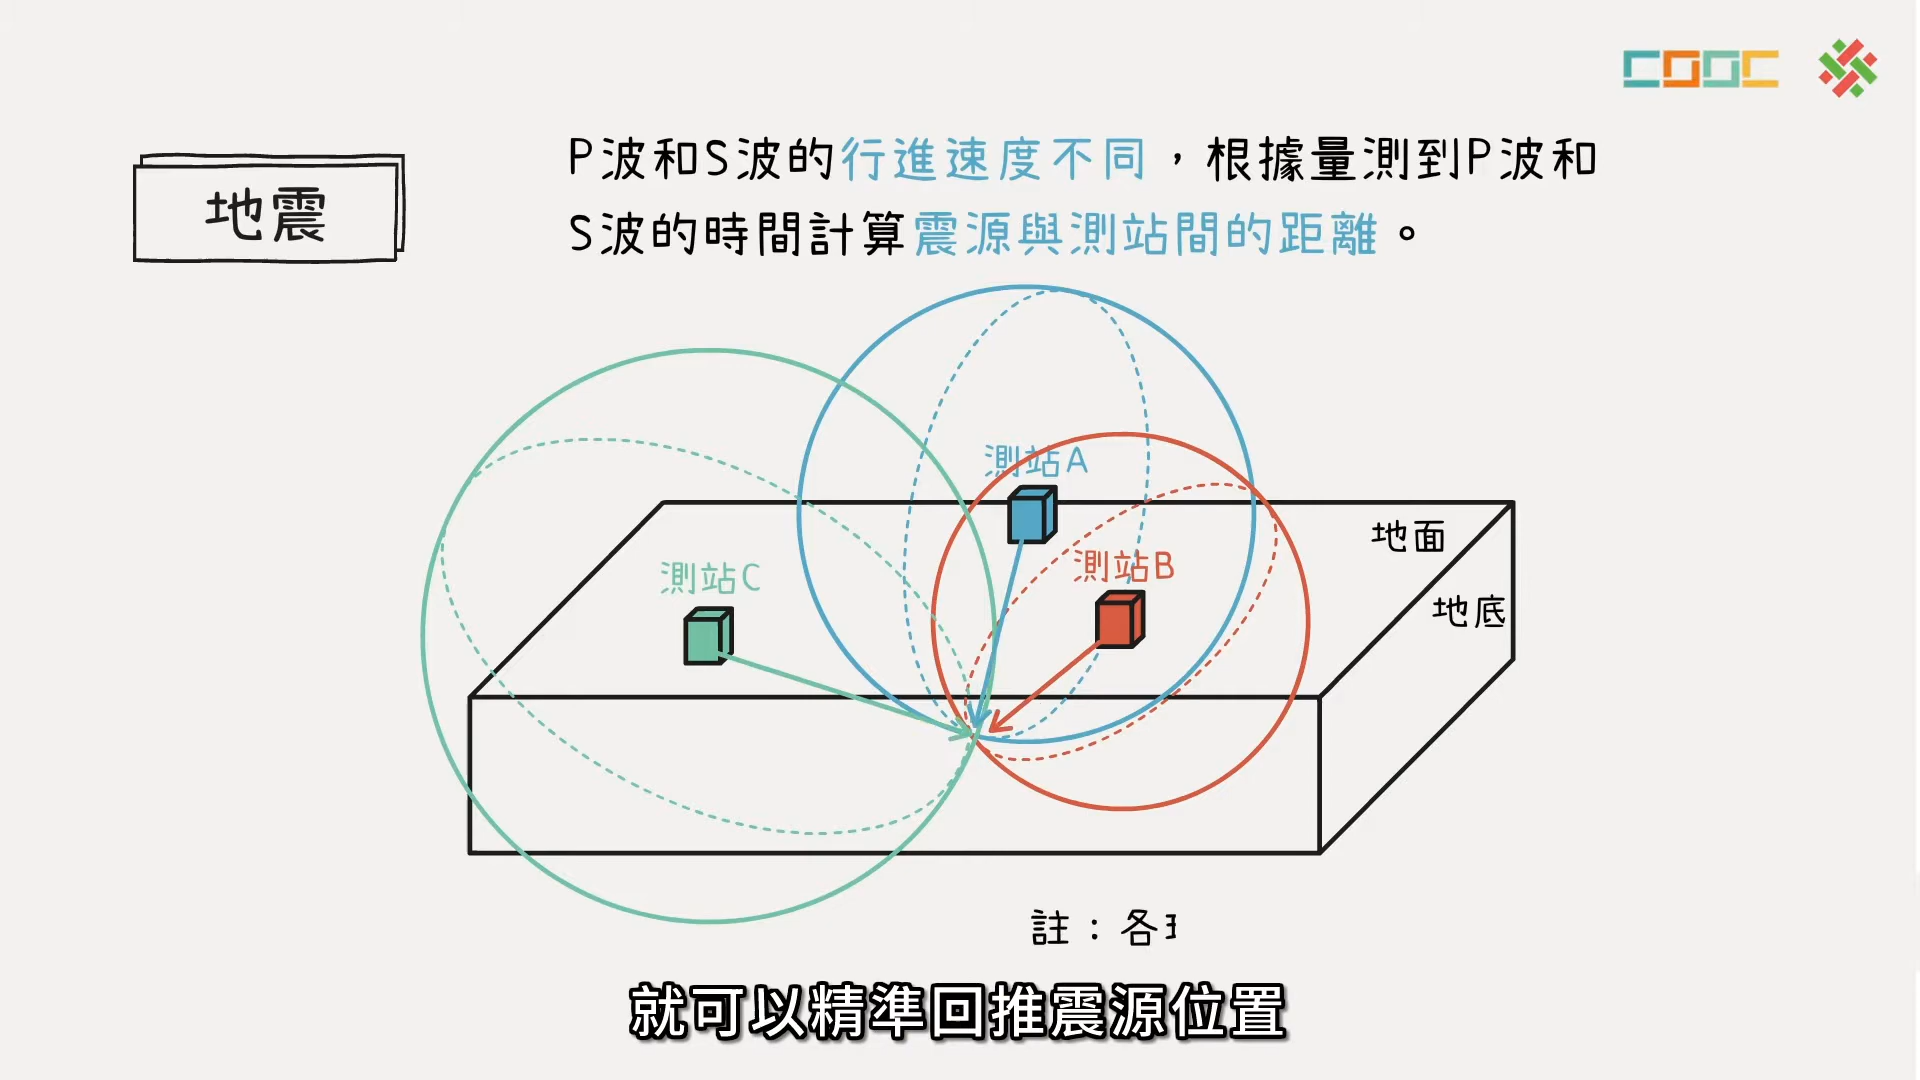 COOC
P波和S波的行進速度不同，根據量測到P波和
S波的時間計算震源與測站間的距離。
地震
測站A
地面
測站B
測站C
地底
註：各
就可以精準回推震源位置